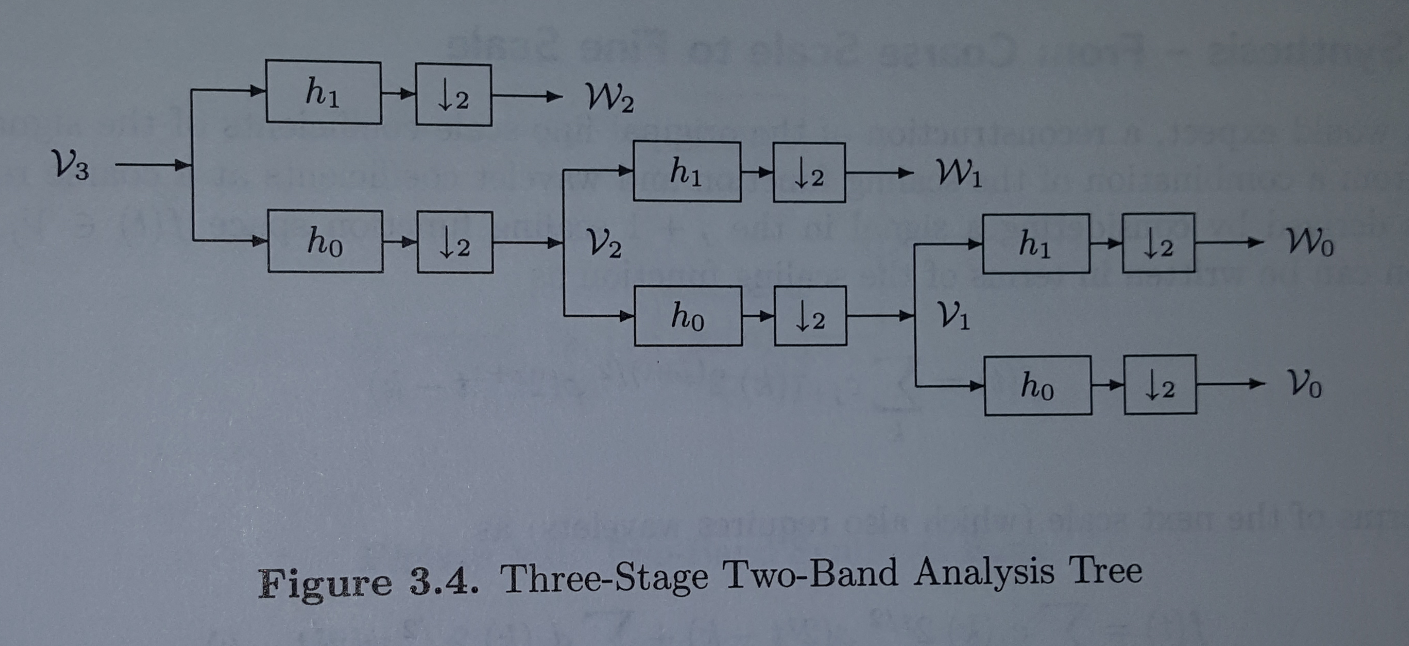 h₁ ↓2 𝒲₂
𝒱₃ h₁ ↓2 𝒲₁
h₀ ↓2 𝒱₂ h₁ ↓2 𝒲₀
h₀ ↓2 𝒱₁
h₀ ↓2 𝒱₀
Figure 3.4. Three-Stage Two-Band Analysis Tree